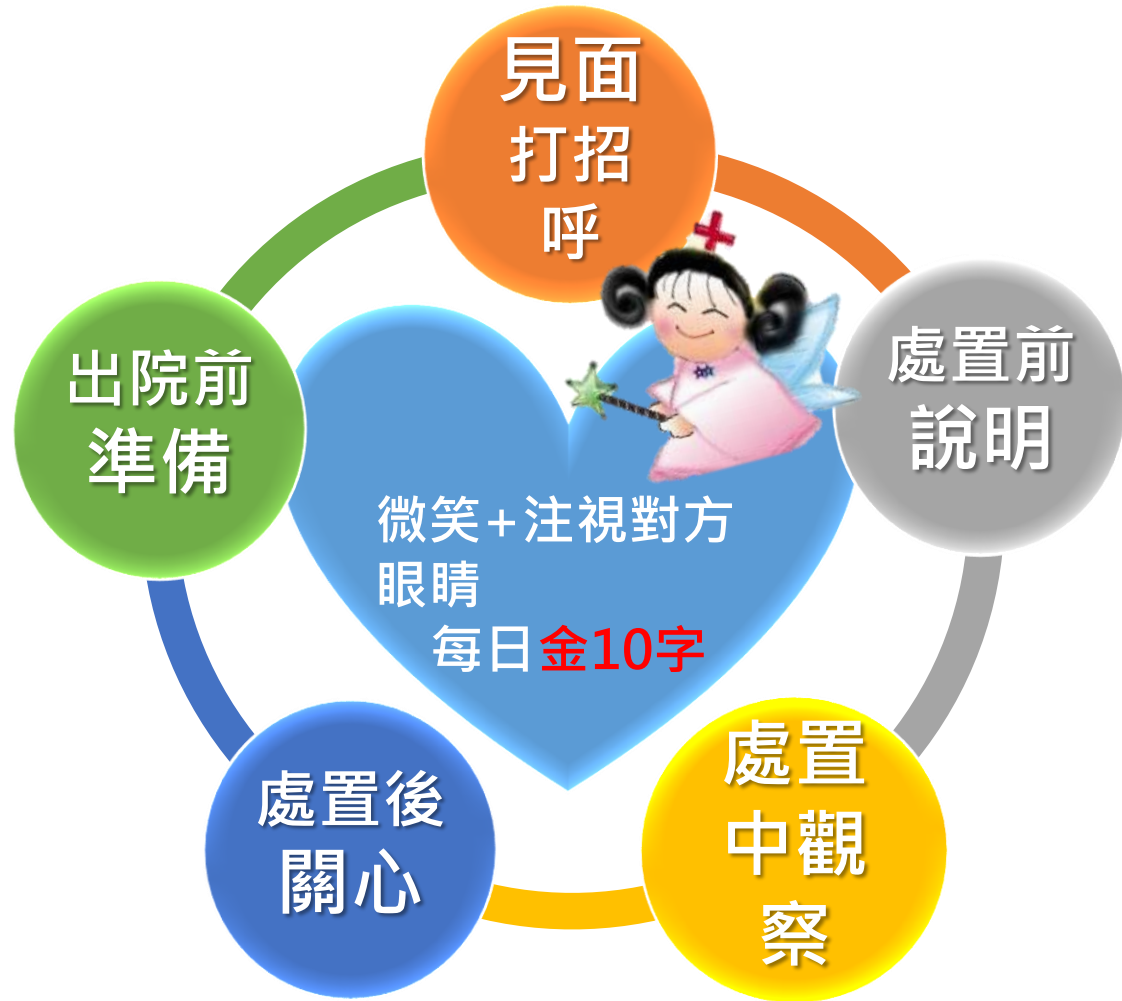 見面
打招
呼
處置前
說明
處置
中觀
察
處置後
關心
出院前
準備
微笑+注視對方
眼睛
每日金10字